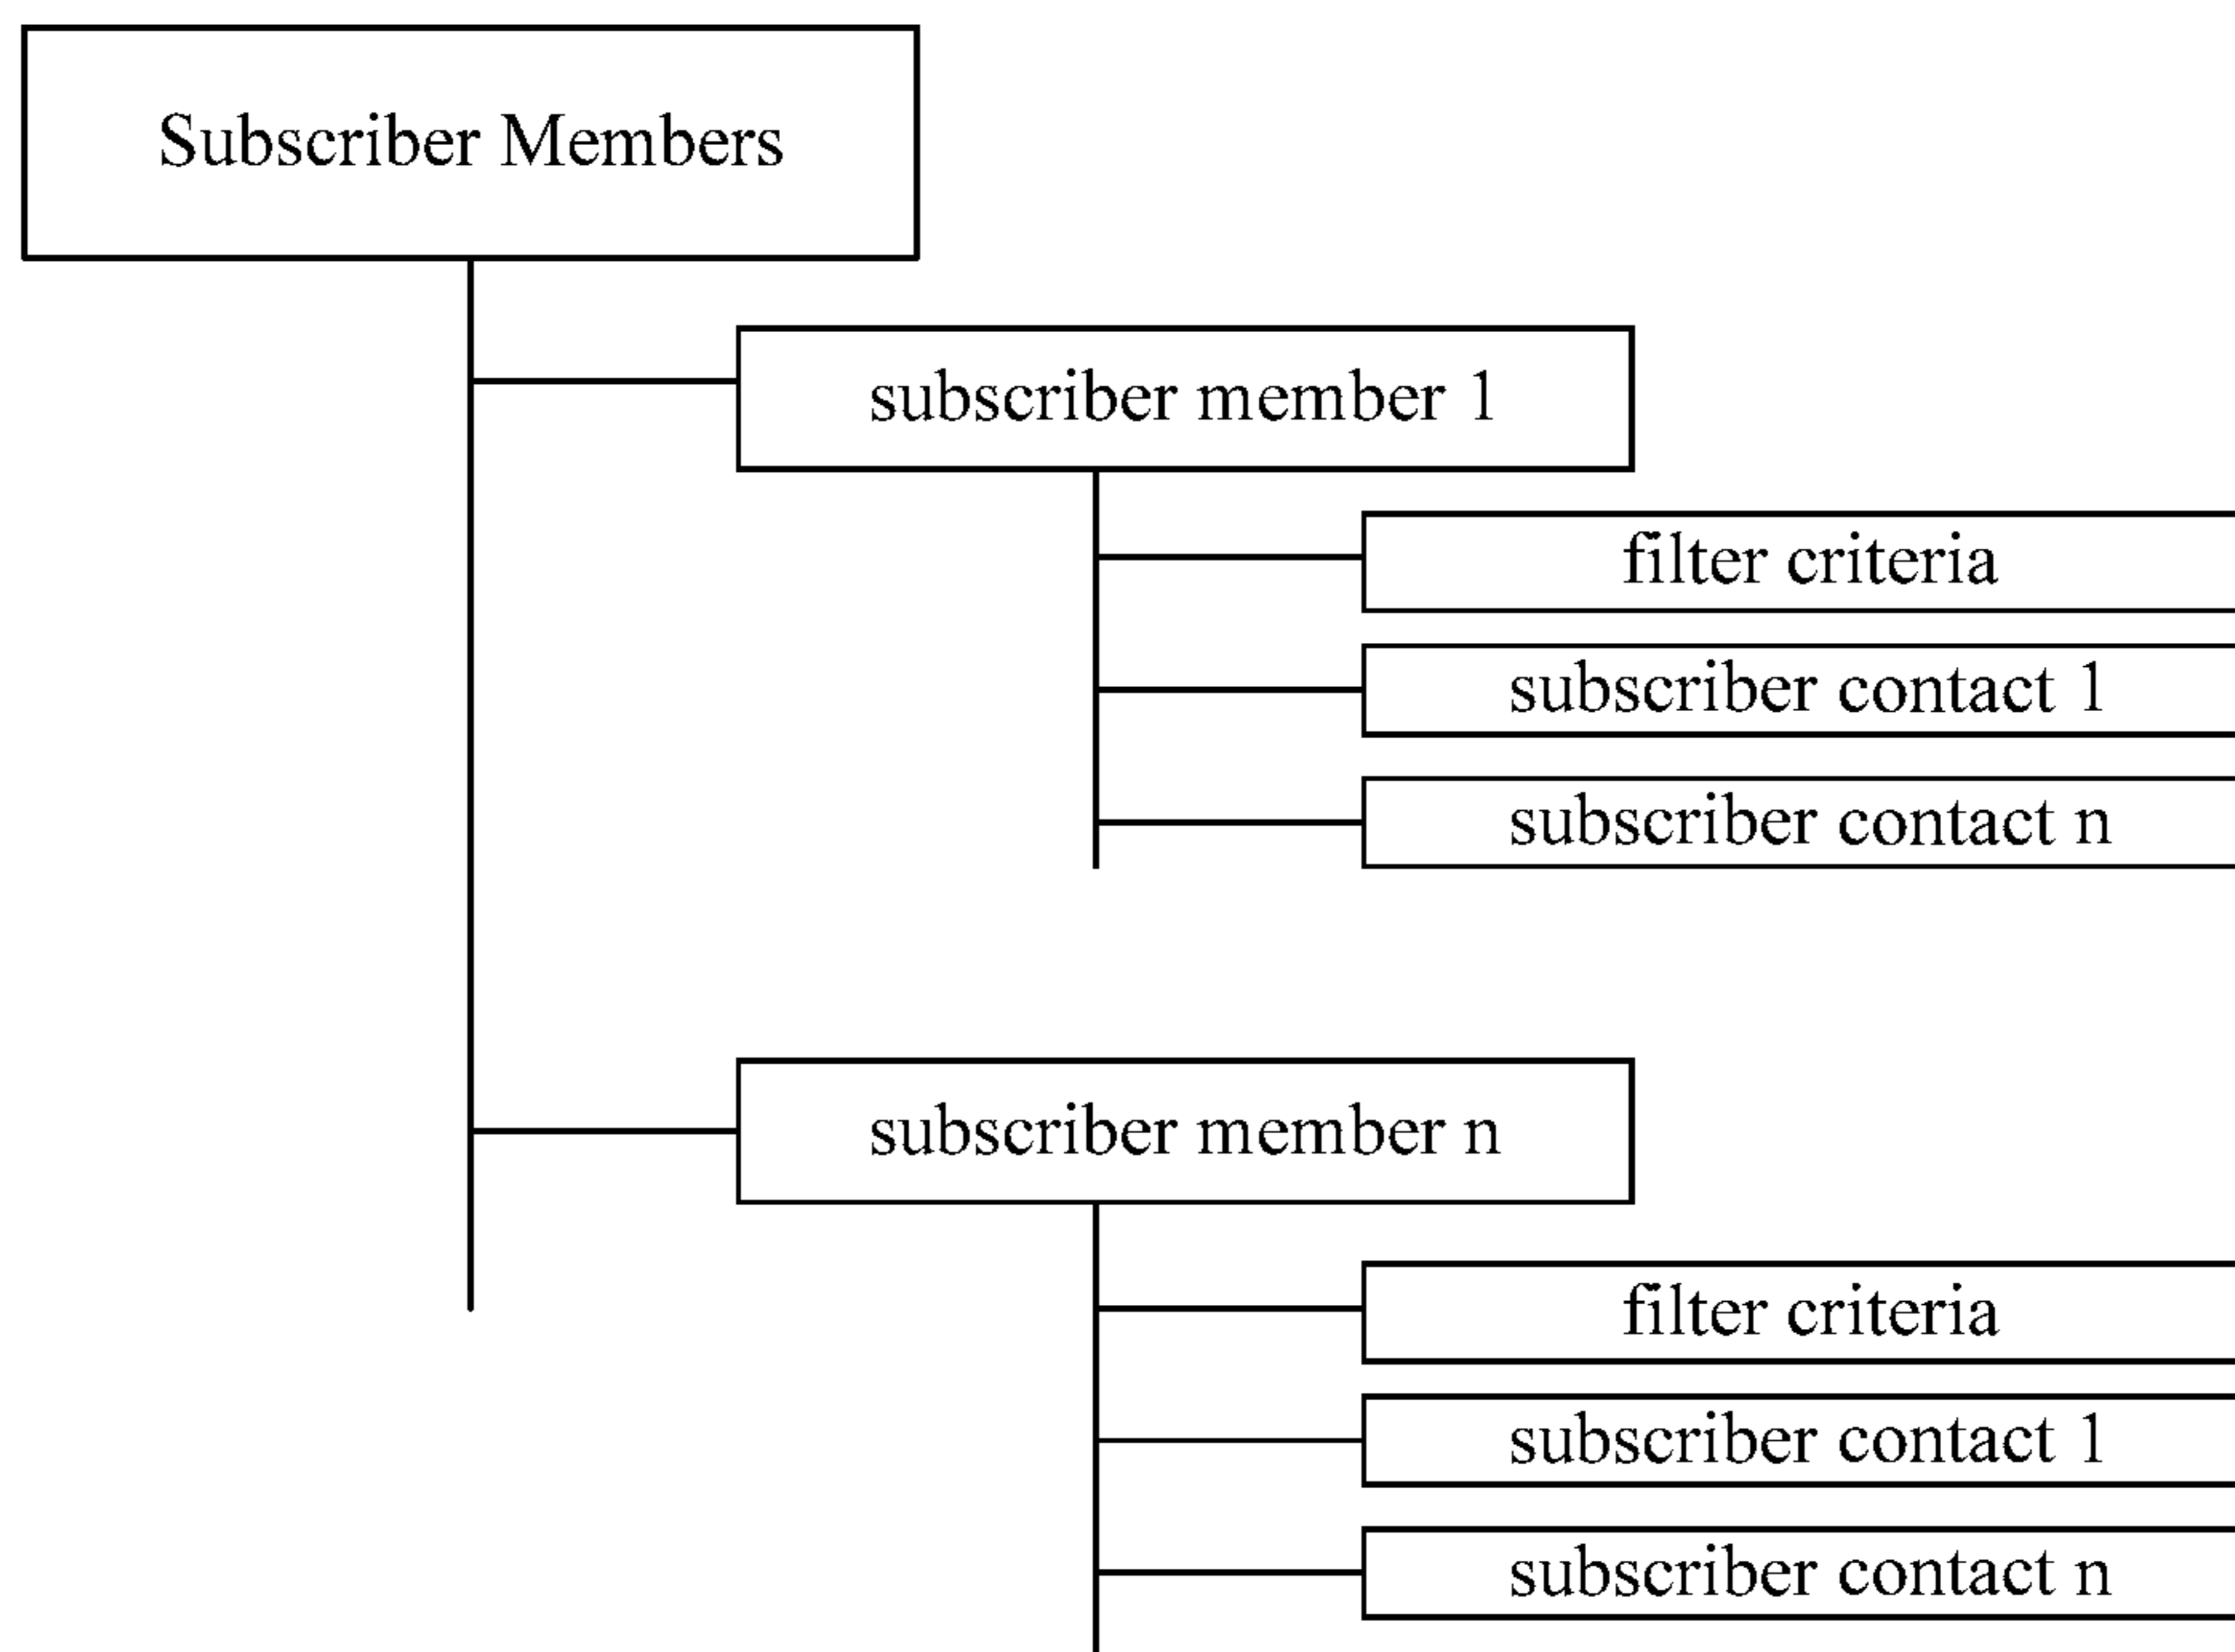 Subscriber Members
subscriber member 1
filter criteria
subscriber contact 1
subscriber contact n
subscriber member n
filter criteria
subscriber contact 1
subscriber contact n